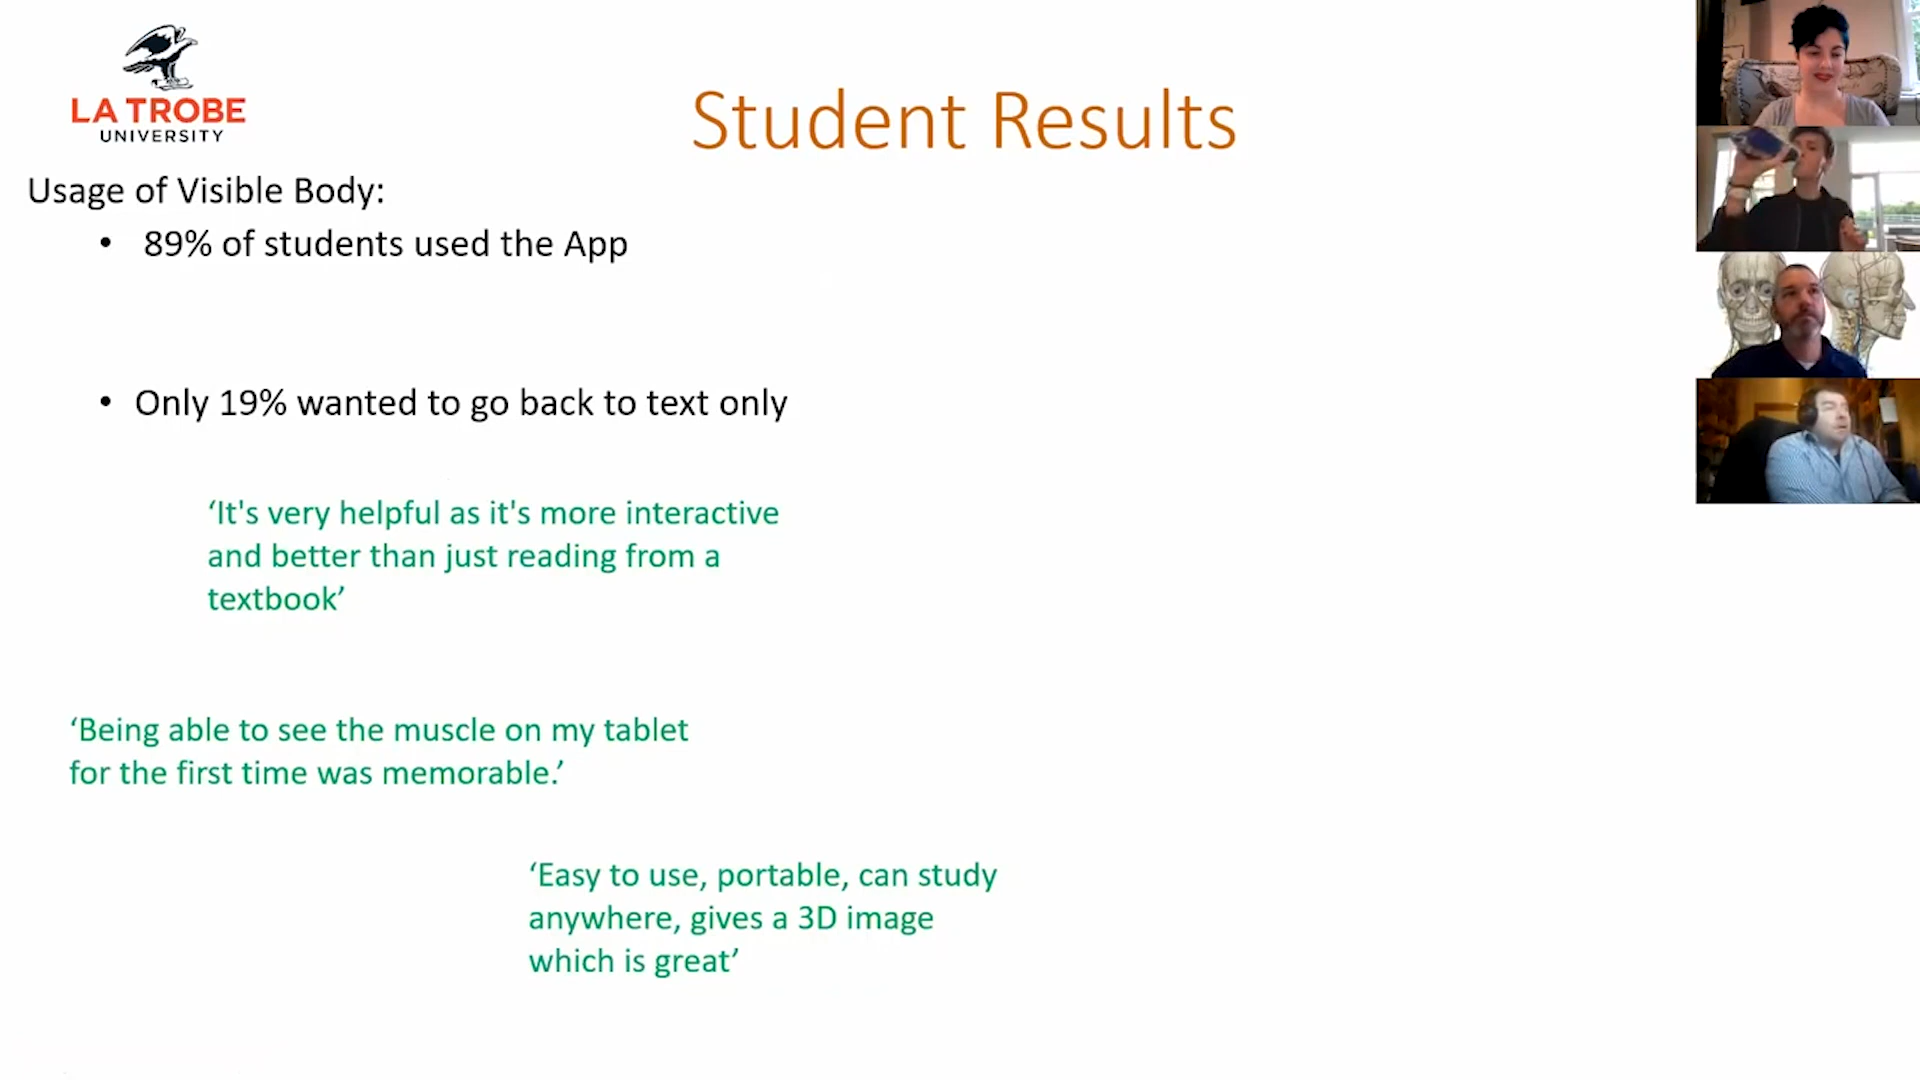 LA TROBE
UNIVERSITY
Student Results
Usage of Visible Body:
• 89% of students used the App
• Only 19% wanted to go back to text only
‘It's very helpful as it's more interactive
and better than just reading from a
textbook’
‘Being able to see the muscle on my tablet
for the first time was memorable.’
‘Easy to use, portable, can study
anywhere, gives a 3D image
which is great’